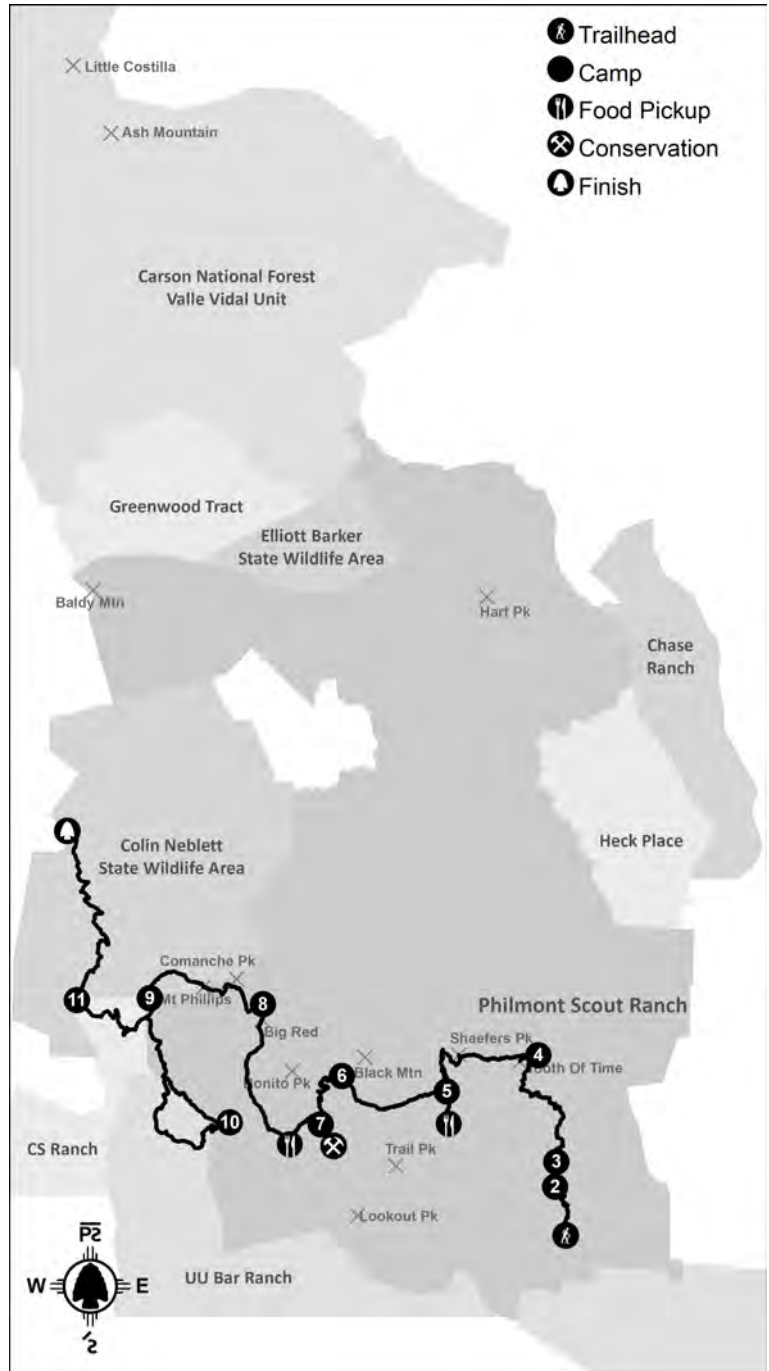 Trailhead
Camp
Food Pickup
Conservation
Finish
Little Costilla
Ash Mountain
Carson National Forest
Valle Vidal Unit
Greenwood Tract
Elliott Barker
State Wildlife Area
Baldy Mtn
Hart Pk
Chase
Ranch
Heck Place
Colin Neblett
State Wildlife Area
Comanche Pk
11
9
Mt Phillips
8
Philmont Scout Ranch
Big Red
Shaefers Pk
4
Tooth Of Time
Black Mtn
6
Bonito Pk
5
10
7
3
Trail Pk
2
CS Ranch
Lookout Pk
UU Bar Ranch
W
E